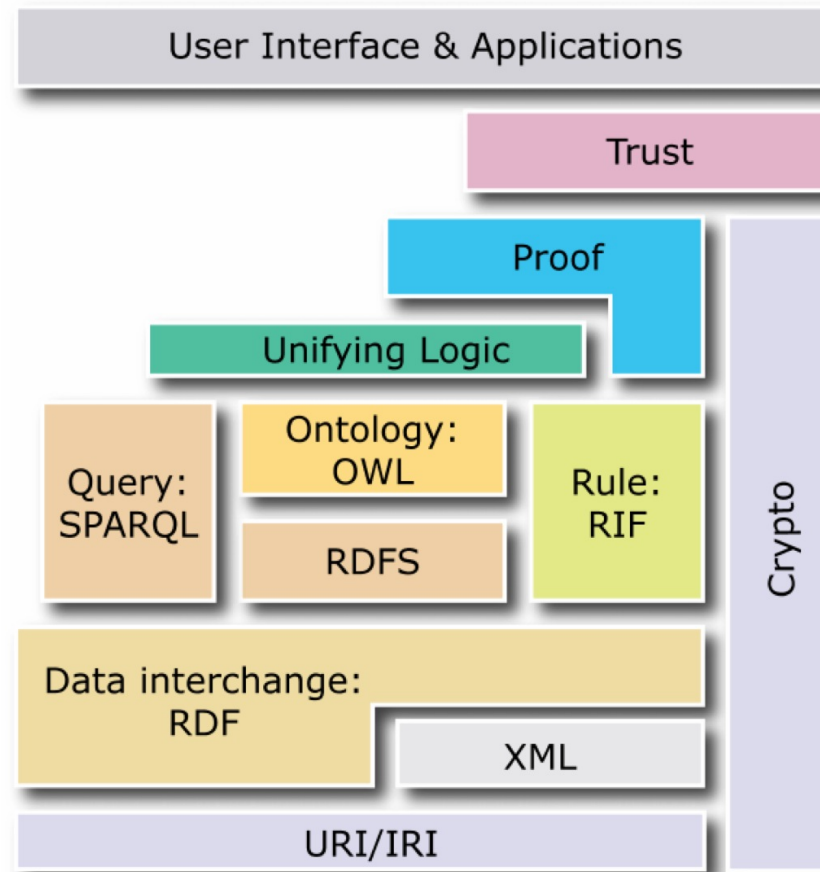 User Interface & Applications
Trust
Proof
Unifying Logic
Query:
SPARQL
Ontology:
OWL
Rule:
RIF
RDFS
Crypto
Data interchange:
RDF
XML
URI/IRI